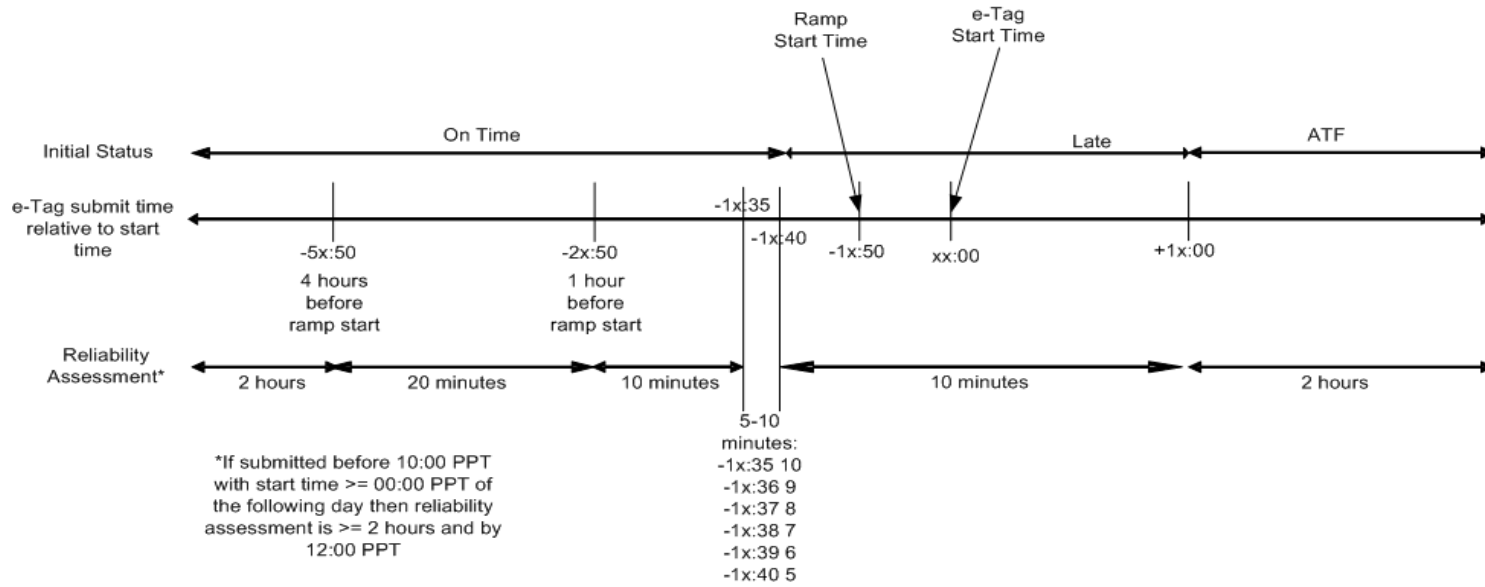 Ramp
Start Time
e-Tag
Start Time
Initial Status
On Time
Late
ATF
e-Tag submit time
relative to start
time
-1x:35
-1x:40
-5x:50
-2x:50
-1x:50
xx:00
+1x:00
4 hours
before
ramp start
1 hour
before
ramp start
Reliability
Assessment*
2 hours
20 minutes
10 minutes
10 minutes
2 hours
5-10
minutes:
-1x:35 10
-1x:36 9
-1x:37 8
-1x:38 7
-1x:39 6
-1x:40 5
*If submitted before 10:00 PPT
with start time >= 00:00 PPT of
the following day then reliability
assessment is >= 2 hours and by
12:00 PPT